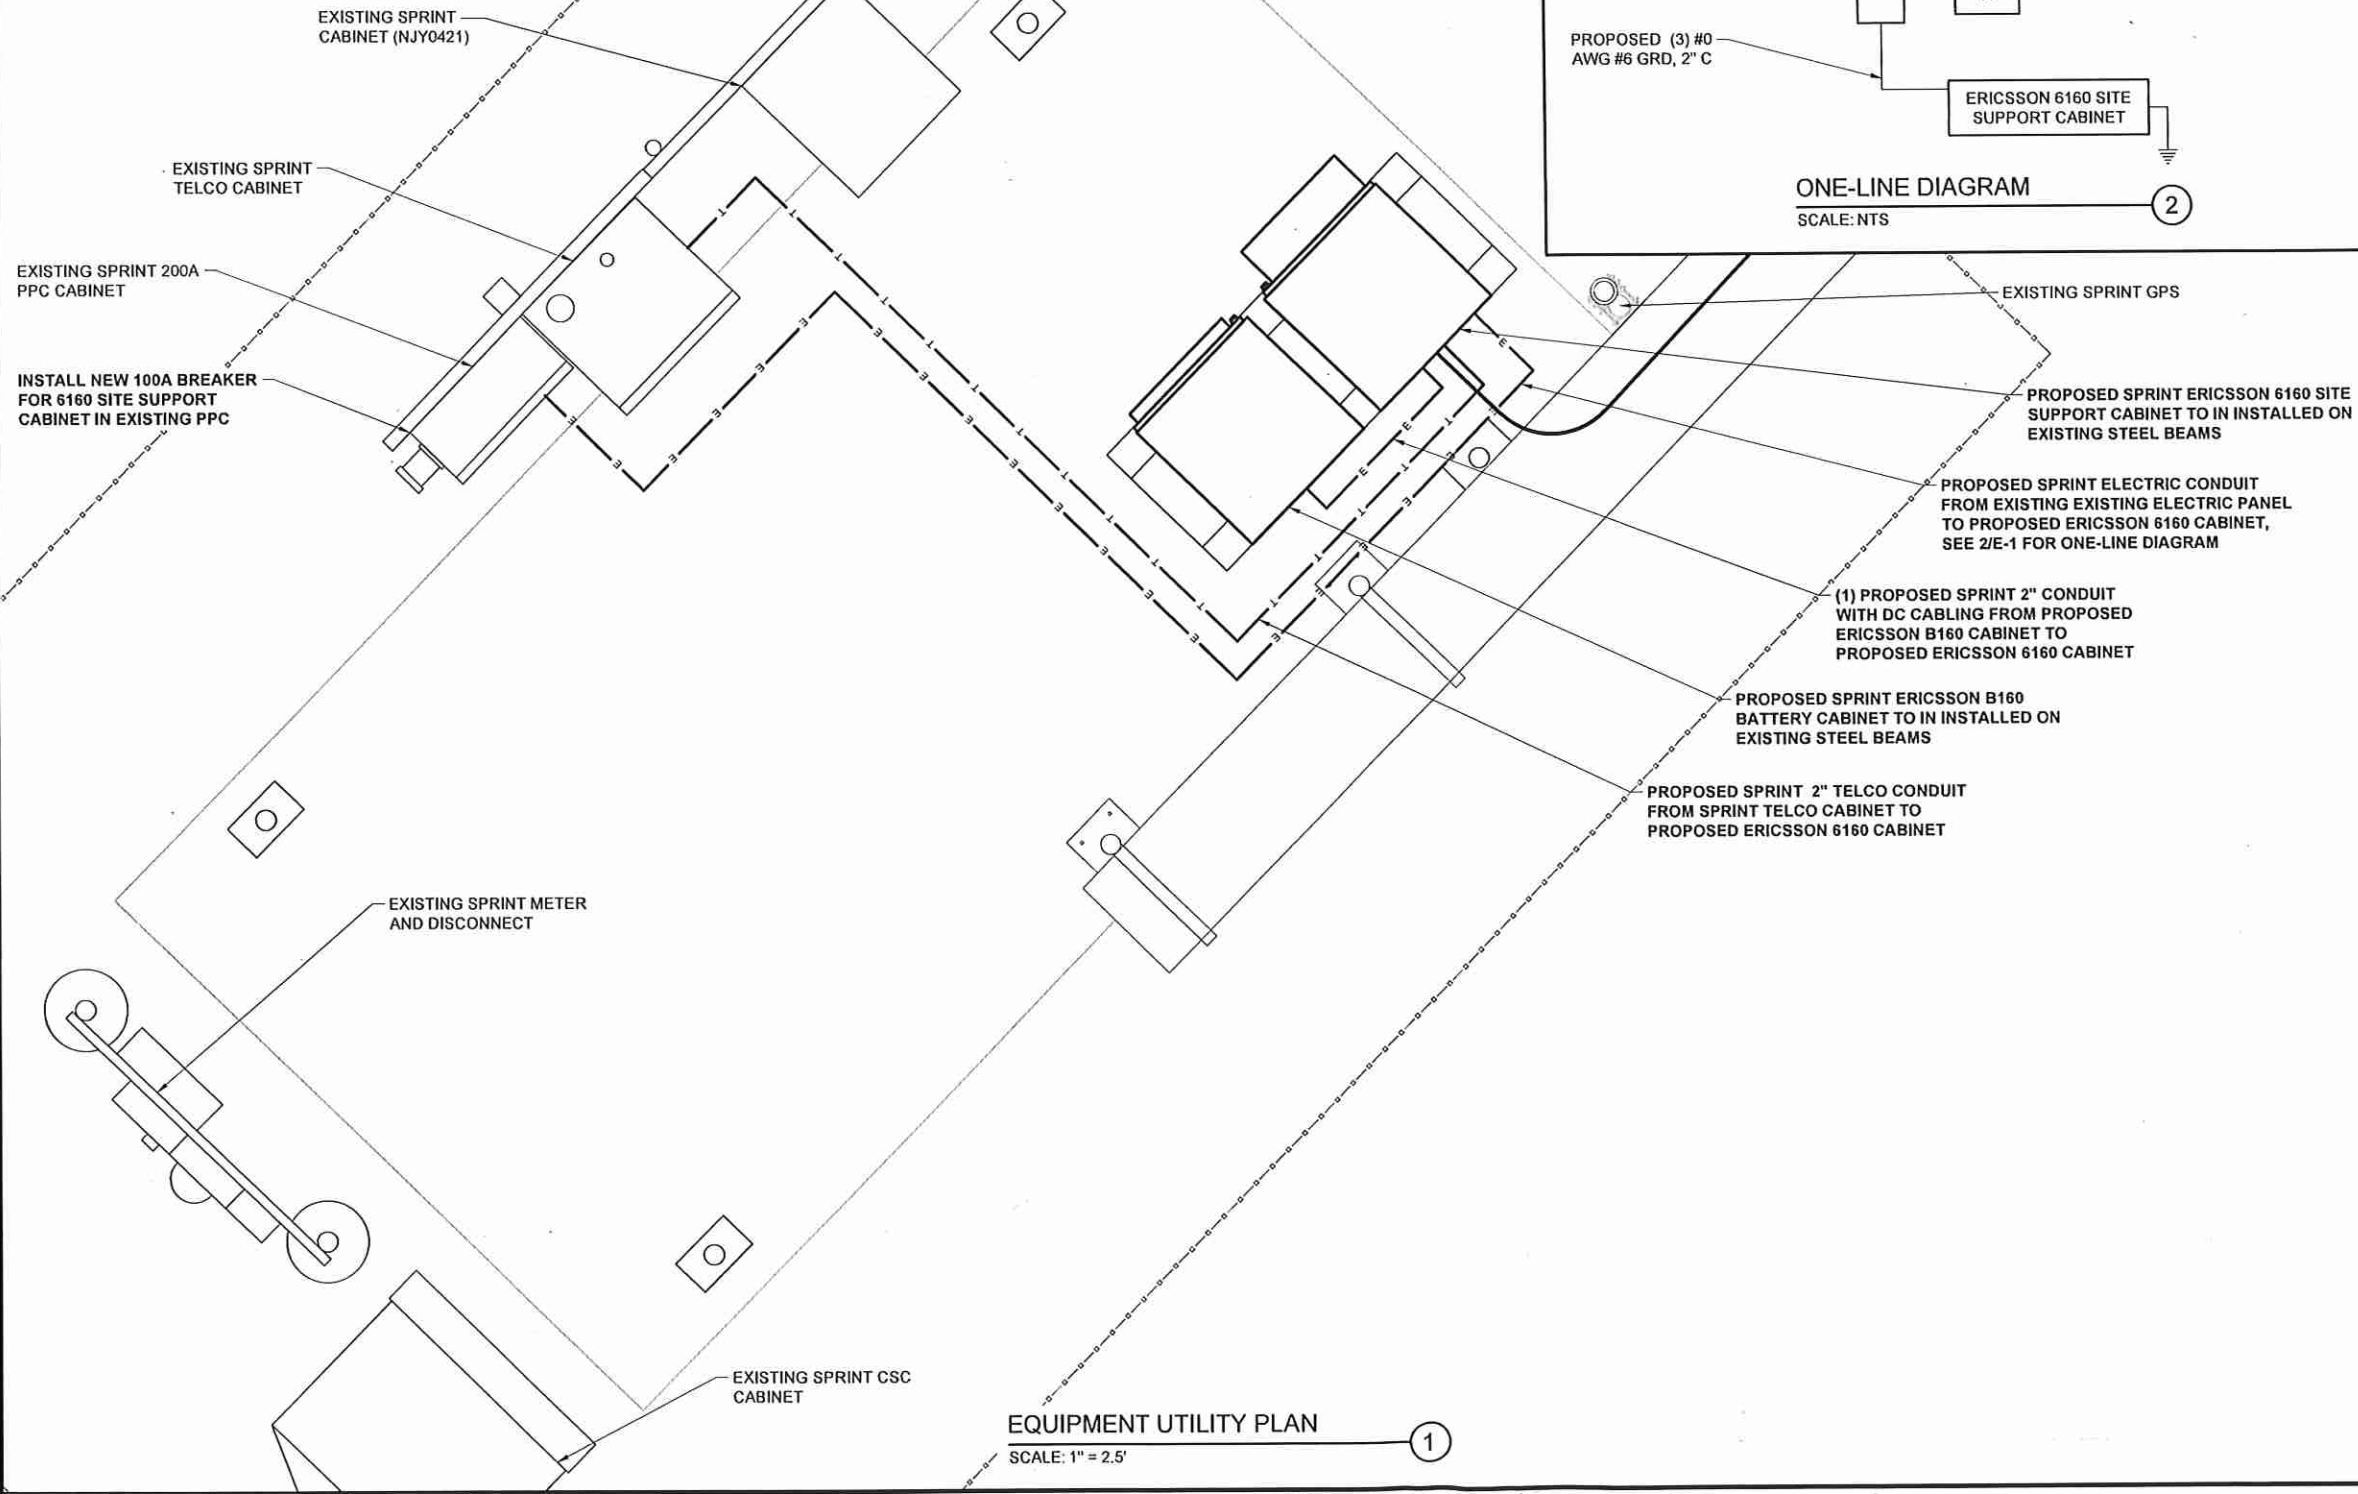 EXISTING SPRINT
CABINET (NJY0421)
EXISTING SPRINT
TELCO CABINET
EXISTING SPRINT 200A
PPC CABINET
INSTALL NEW 100A BREAKER
FOR 6160 SITE SUPPORT
CABINET IN EXISTING PPC
PROPOSED (3) #0
AWG #6 GRD, 2" C
ERICSSON 6160 SITE
SUPPORT CABINET
ONE-LINE DIAGRAM
SCALE: NTS
2
EXISTING SPRINT GPS
PROPOSED SPRINT ERICSSON 6160 SITE
SUPPORT CABINET TO IN INSTALLED ON
EXISTING STEEL BEAMS
PROPOSED SPRINT ELECTRIC CONDUIT
FROM EXISTING EXISTING ELECTRIC PANEL
TO PROPOSED ERICSSON 6160 CABINET,
SEE 2/E-1 FOR ONE-LINE DIAGRAM
(1) PROPOSED SPRINT 2" CONDUIT
WITH DC CABLING FROM PROPOSED
ERICSSON B160 CABINET TO
PROPOSED ERICSSON 6160 CABINET
PROPOSED SPRINT ERICSSON B160
BATTERY CABINET TO IN INSTALLED ON
EXISTING STEEL BEAMS
PROPOSED SPRINT 2" TELCO CONDUIT
FROM SPRINT TELCO CABINET TO
PROPOSED ERICSSON 6160 CABINET
EXISTING SPRINT METER
AND DISCONNECT
EXISTING SPRINT CSC
CABINET
EQUIPMENT UTILITY PLAN
SCALE: 1" = 2.5'
1